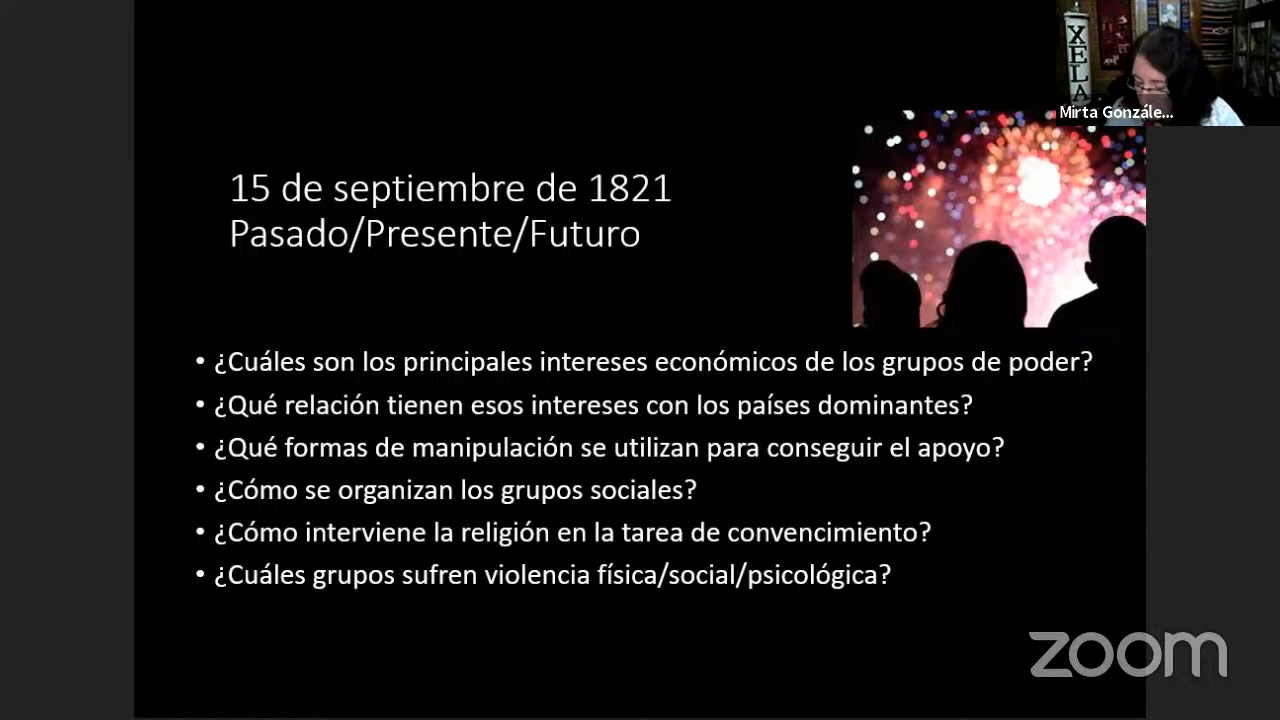 XELA
Mirta Gonzále...
15 de septiembre de 1821
Pasado/Presente/Futuro
• ¿Cuáles son los principales intereses económicos de los grupos de poder?
• ¿Qué relación tienen esos intereses con los países dominantes?
• ¿Qué formas de manipulación se utilizan para conseguir el apoyo?
• ¿Cómo se organizan los grupos sociales?
• ¿Cómo interviene la religión en la tarea de convencimiento?
• ¿Cuáles grupos sufren violencia física/social/psicológica?
zoom